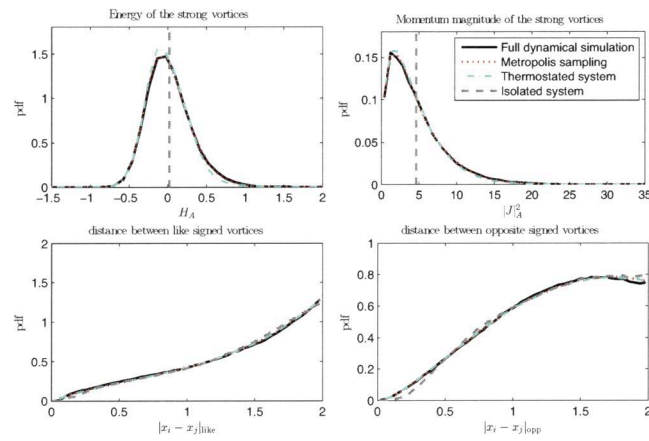 Energy of the strong vortices
1.5
1
0.5
0
pdf
−1.5 −1 −0.5 0 0.5 1 1.5 2
H_A
Momentum magnitude of the strong vortices
0.15
0.1
0.05
0
pdf
Full dynamical simulation
Metropolis sampling
Thermostated system
Isolated system
0 5 10 15 20 25 30 35
|J|²_A
distance between like signed vortices
2
1.5
1
0.5
0
pdf
0 0.5 1 1.5 2
|x_i − x_j|_like
distance between opposite signed vortices
1
0.8
0.6
0.4
0.2
0
pdf
0 0.5 1 1.5 2
|x_i − x_j|_opp